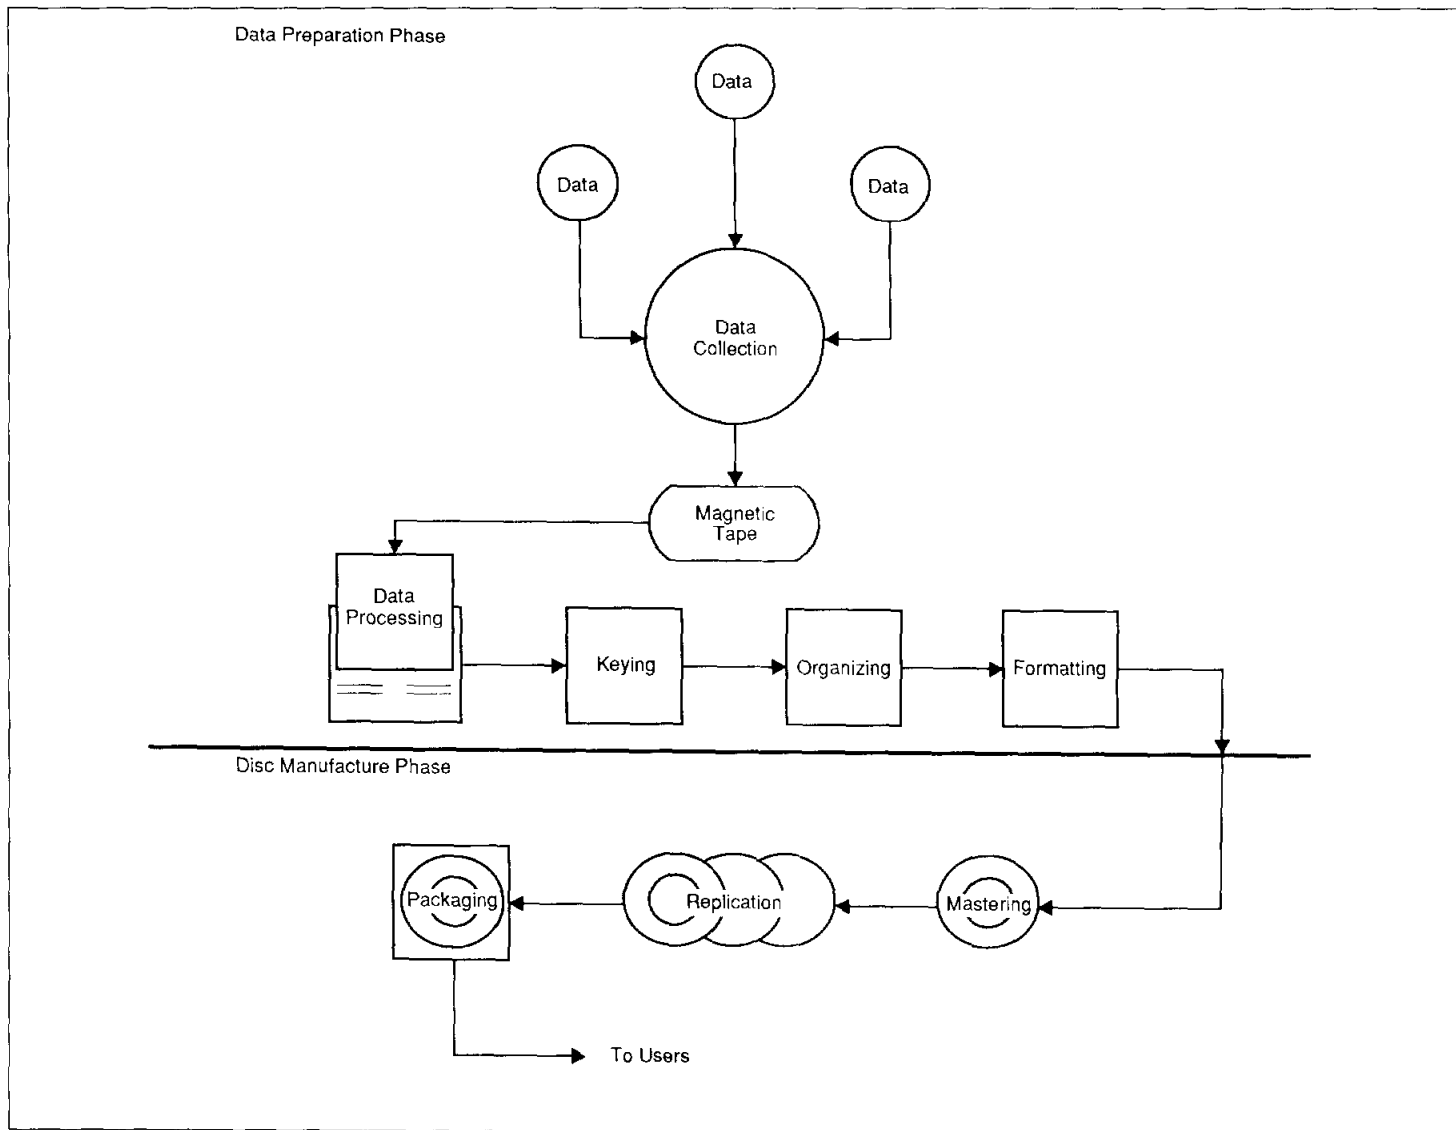 Data Preparation Phase
Data
Data
Data
Data
Collection
Magnetic
Tape
Data
Processing
Keying
Organizing
Formatting
Disc Manufacture Phase
Packaging
Replication
Mastering
To Users